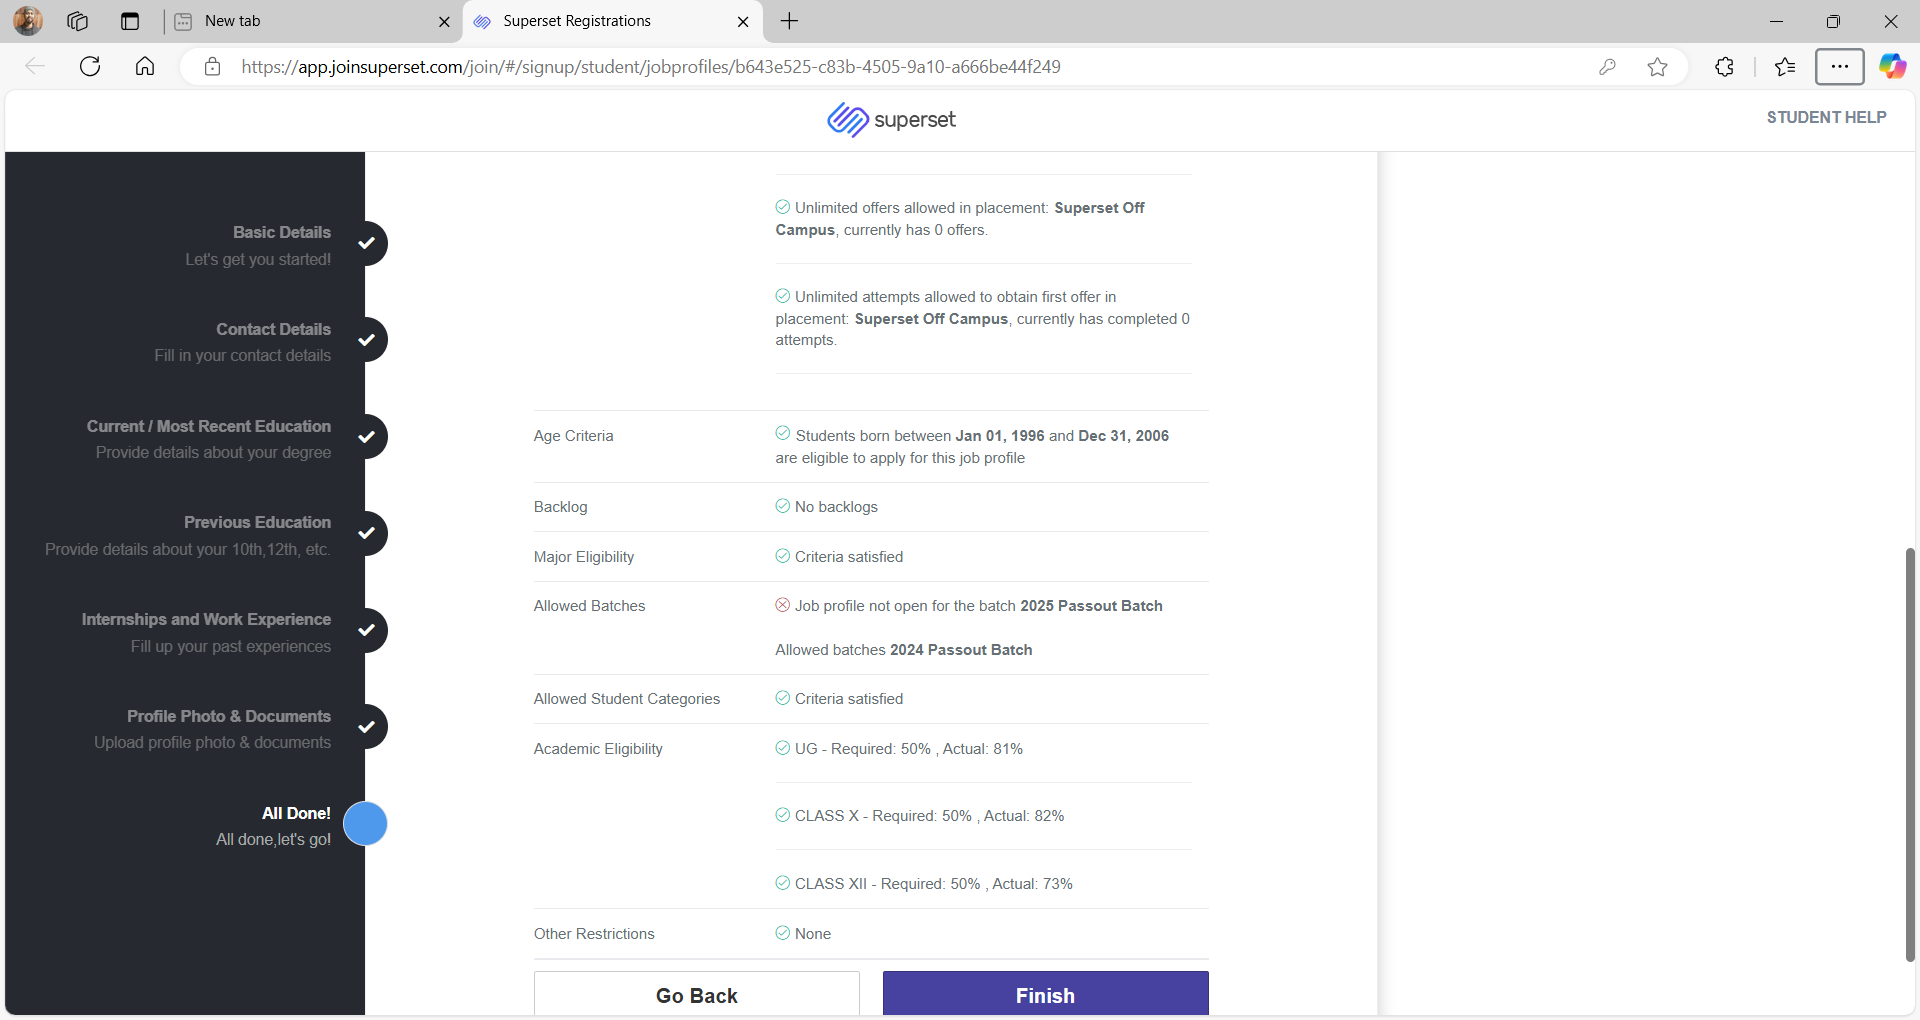 New tab
Superset Registrations
https://app.joinsuperset.com/join/#/signup/student/jobprofiles/b643e525-c83b-4505-9a10-a666be44f249
superset
STUDENT HELP
Basic Details
Let's get you started!
Contact Details
Fill in your contact details
Current / Most Recent Education
Provide details about your degree
Previous Education
Provide details about your 10th,12th, etc.
Internships and Work Experience
Fill up your past experiences
Profile Photo & Documents
Upload profile photo & documents
All Done!
All done,let's go!
Unlimited offers allowed in placement: Superset Off
Campus, currently has 0 offers.
Unlimited attempts allowed to obtain first offer in
placement: Superset Off Campus, currently has completed 0
attempts.
Age Criteria
Students born between Jan 01, 1996 and Dec 31, 2006
are eligible to apply for this job profile
Backlog
No backlogs
Major Eligibility
Criteria satisfied
Allowed Batches
Job profile not open for the batch 2025 Passout Batch
Allowed batches 2024 Passout Batch
Allowed Student Categories
Criteria satisfied
Academic Eligibility
UG - Required: 50% , Actual: 81%
CLASS X - Required: 50% , Actual: 82%
CLASS XII - Required: 50% , Actual: 73%
Other Restrictions
None
Go Back
Finish